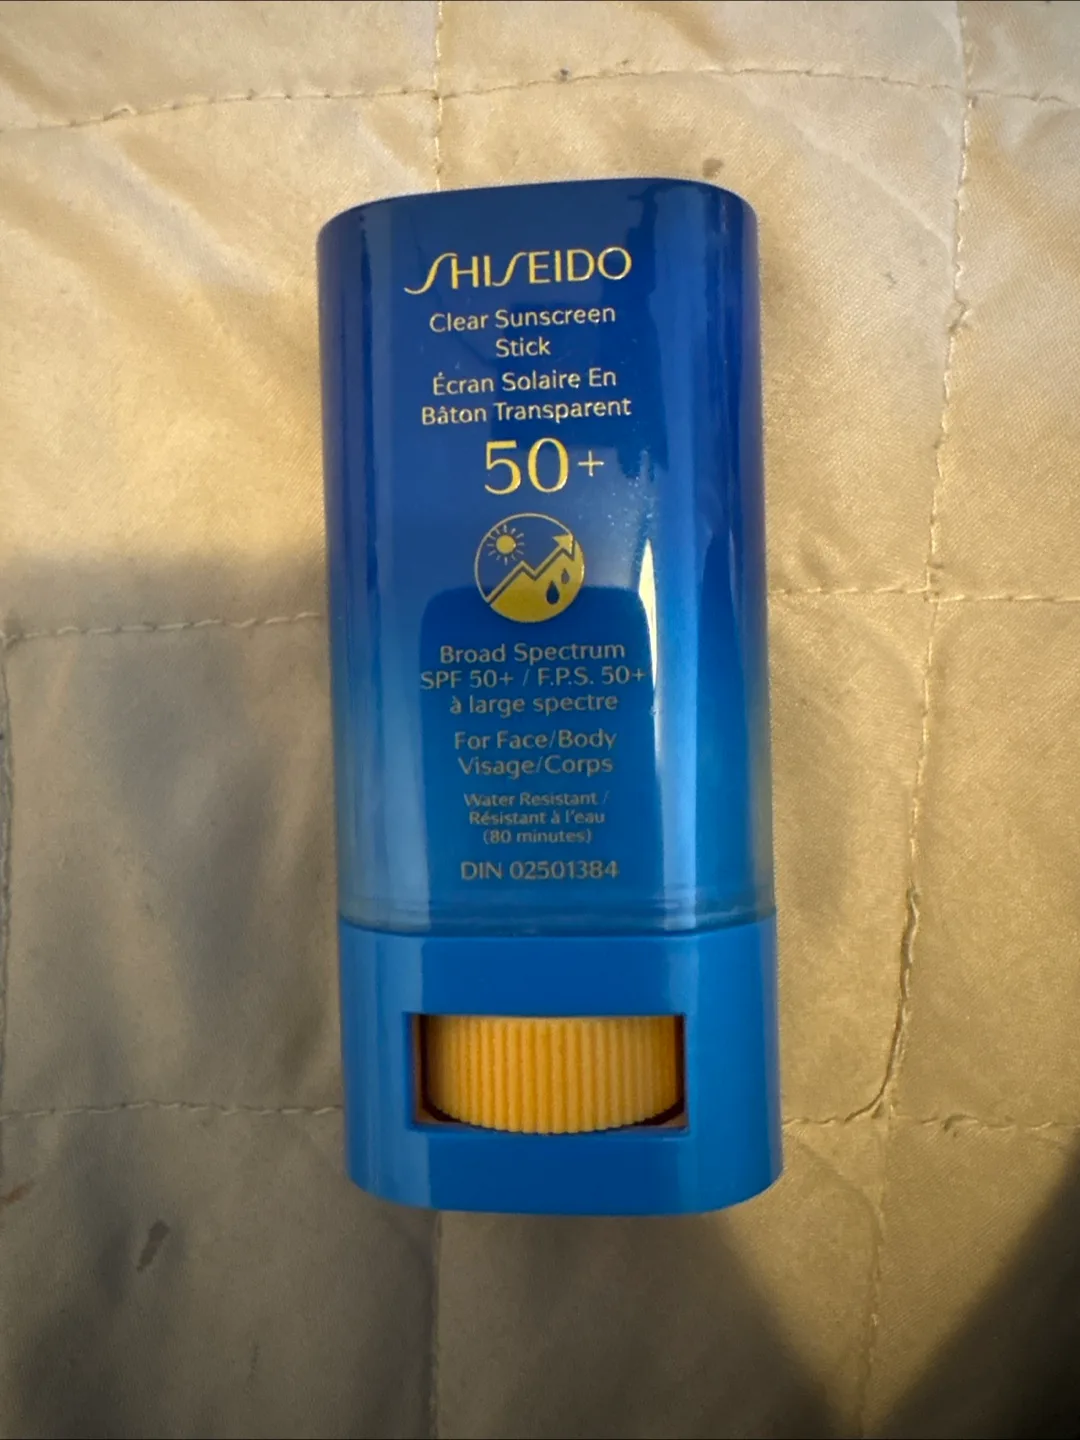 SHISEIDO
Clear Sunscreen
Stick
Écran Solaire En
Bâton Transparent
50+
Broad Spectrum
SPF 50+ / F.P.S. 50+
à large spectre
For Face/Body
Visage/Corps
Water Resistant /
Résistant à l'eau
(80 minutes)
DIN 02501384